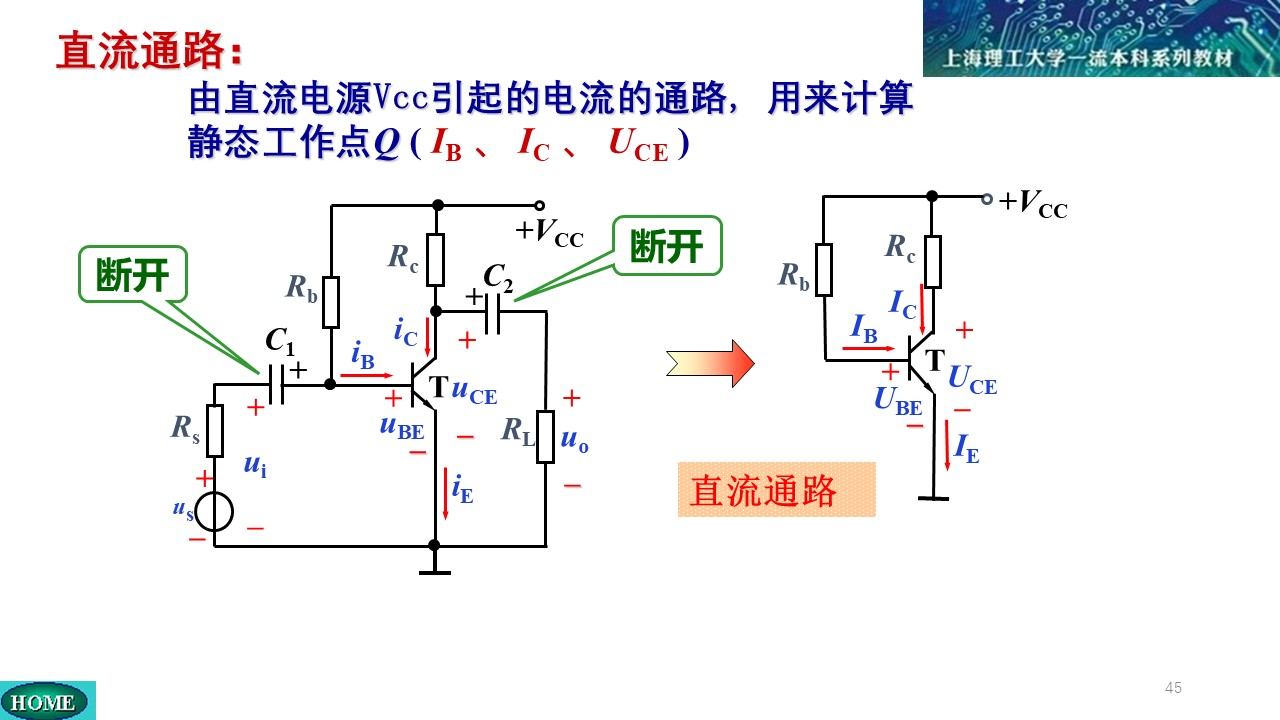 直流通路：
上海理工大学一流本科系列教材
由直流电源Vcc引起的电流的通路， 用来计算
静态工作点Q ( IB 、 IC 、 UCE )
+VCC
断开
Rb
Rc
C2
+
断开
C1
+
iB
iC
+
T
uCE
+
uBE
−
−
iE
Rs
+
ui
−
+
us
−
RL
+
uo
−
+VCC
Rb
Rc
IC
IB
+
T
UCE
−
+
UBE
−
IE
直流通路
HOME
45